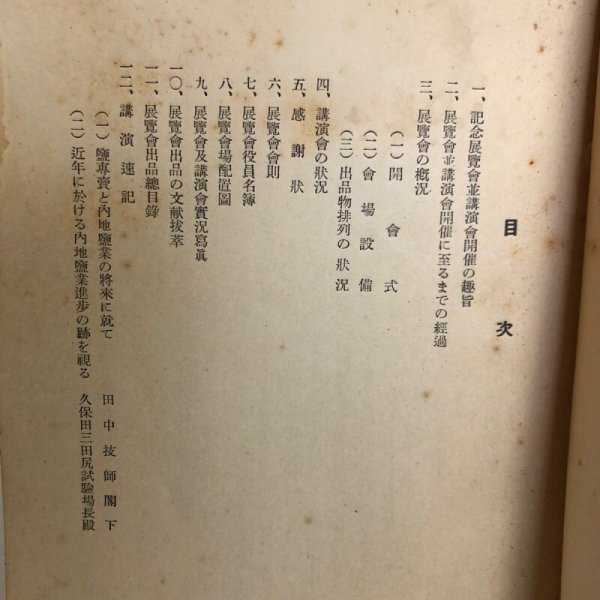 目次
一、記念展覽會並講演會開催の趣旨
二、展覽會並講演會開催に至るまでの經過
三、展覽會の概況
(一)開會式
(二)會場設備
(三)出品物排列の狀況
四、講演會の狀況
五、感謝狀
六、展覽會會則
七、展覽會役員名簿
八、展覽會場配置圖
九、展覽會及講演會實況寫眞
一〇、展覽會出品の文献拔萃
一一、展覽會出品總目錄
一二、講演速記
(一)鹽專賣と內地鹽業の將來に就て 田中技師閣下
(二)近年に於ける內地鹽業進步の跡を視る 久保田三田尻試驗場長殿